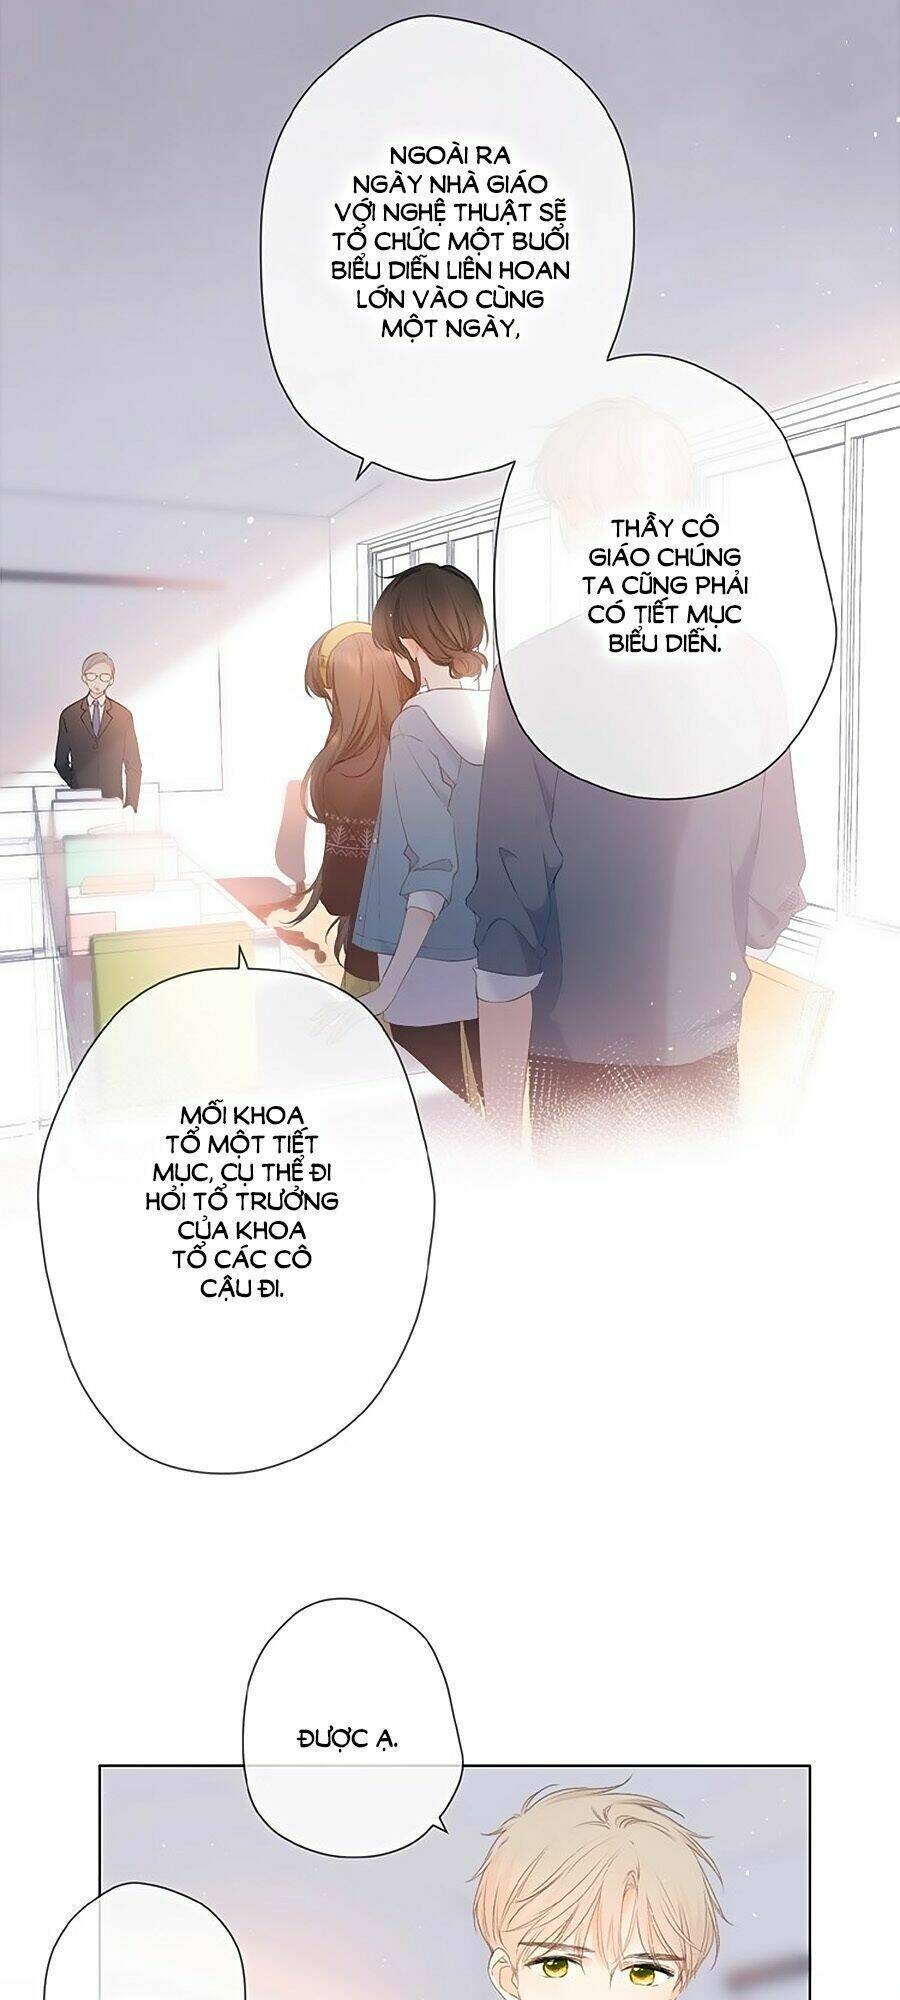 NGOÀI RA
NGÀY NHÀ GIÁO
VỚI NGHỆ THUẬT SẼ
TỔ CHỨC MỘT BUỔI
BIỂU DIỄN LIÊN HOAN
LỚN VÀO CÙNG
MỘT NGÀY,
THẦY CÔ
GIÁO CHÚNG
TA CŨNG PHẢI
CÓ TIẾT MỤC
BIỂU DIỄN.
MỖI KHOA
TỔ MỘT TIẾT
MỤC, CỤ THỂ ĐI
HỎI TỔ TRƯỞNG
CỦA KHOA
TỔ CÁC CÔ
CẬU ĐI.
ĐƯỢC Ạ.